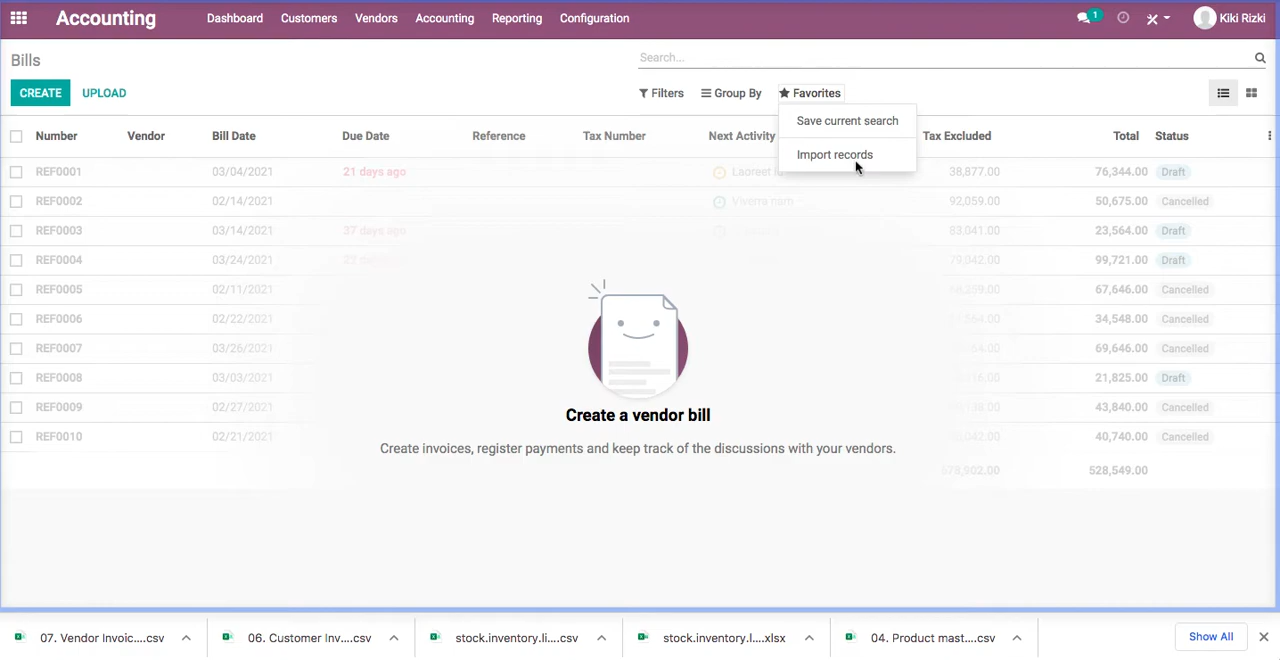 Accounting Dashboard Customers Vendors Accounting Reporting Configuration 1 Kiki Rizki
Bills
Search...
CREATE UPLOAD
Filters Group By Favorites
Save current search
Import records
Number Vendor Bill Date Due Date Reference Tax Number Next Activity Tax Excluded Total Status
REF0001 03/04/2021 21 days ago Laoreet 38,877.00 76,344.00 Draft
REF0002 02/14/2021 Viverra nam 92,059.00 50,675.00 Cancelled
REF0003 03/14/2021 37 days ago 83,041.00 23,564.00 Draft
REF0004 03/24/2021 79,042.00 99,721.00 Draft
REF0005 02/11/2021 67,646.00 Cancelled
REF0006 02/22/2021 34,548.00 Cancelled
REF0007 03/26/2021 69,646.00 Cancelled
REF0008 03/03/2021 21,825.00 Draft
REF0009 02/27/2021 43,840.00 Cancelled
REF0010 02/21/2021 40,740.00 Cancelled
528,549.00
Create a vendor bill
Create invoices, register payments and keep track of the discussions with your vendors.
07. Vendor Invoic....csv 06. Customer Inv....csv stock.inventory.li....csv stock.inventory.l....xlsx 04. Product mast....csv Show All